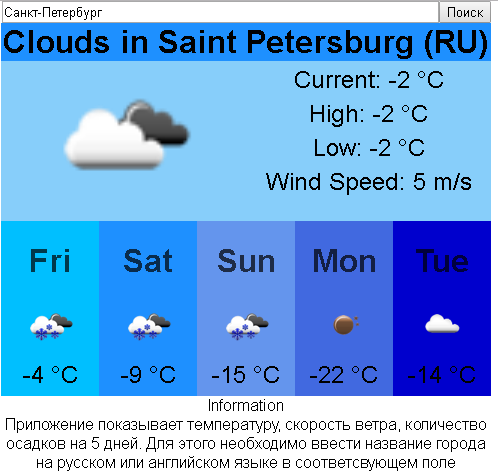 Санкт-Петербург Поиск
Clouds in Saint Petersburg (RU)
Current: -2 °C
High: -2 °C
Low: -2 °C
Wind Speed: 5 m/s
Fri Sat Sun Mon Tue
-4 °C -9 °C -15 °C -22 °C -14 °C
Information
Приложение показывает температуру, скорость ветра, количество
осадков на 5 дней. Для этого необходимо ввести название города
на русском или английском языке в соответсвующем поле